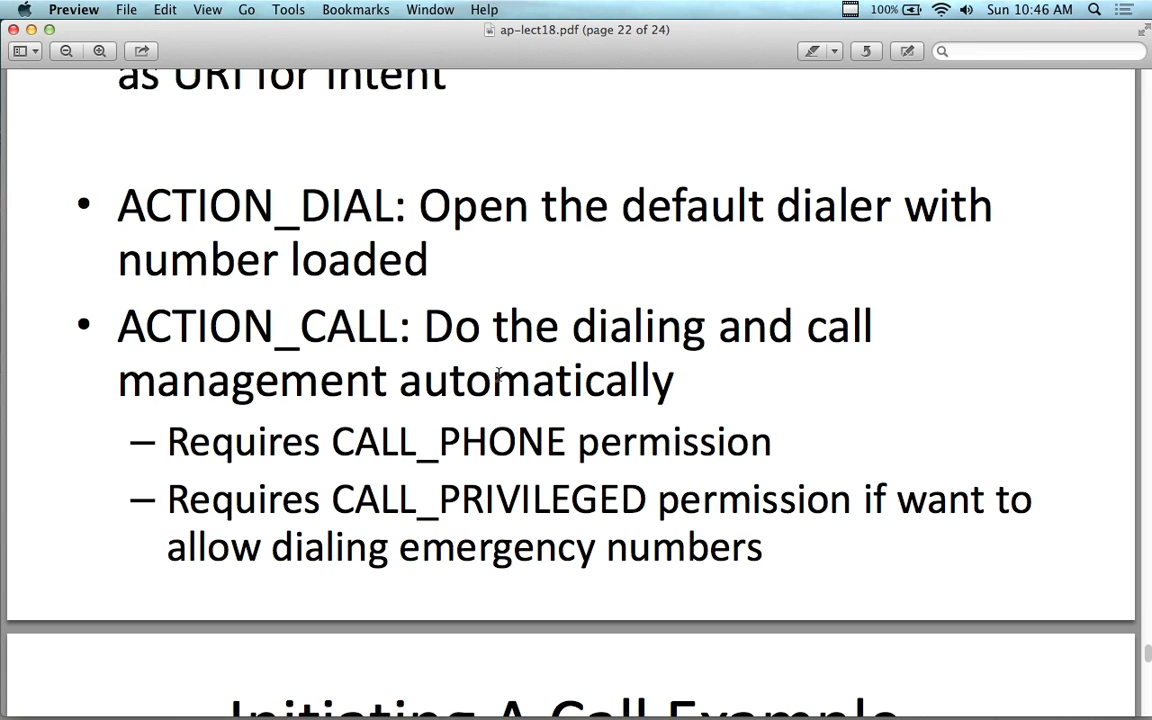 Preview File Edit View Go Tools Bookmarks Window Help 100% Sun 10:46 AM
ap-lect18.pdf (page 22 of 24)
as URI for Intent
• ACTION_DIAL: Open the default dialer with
number loaded
• ACTION_CALL: Do the dialing and call
management automatically
– Requires CALL_PHONE permission
– Requires CALL_PRIVILEGED permission if want to
allow dialing emergency numbers
Initiating A Call Example